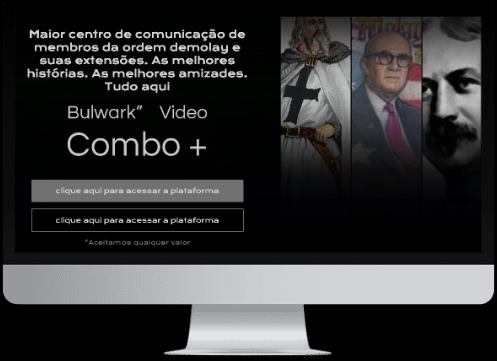 Maior centro de comunicação de
membros da ordem demolay e
suas extensões. As melhores
histórias. As melhores amizades.
Tudo aqui
Bulwark” Video
Combo +
clique aqui para acessar a plataforma
clique aqui para acessar a plataforma
*Aceitamos qualquer valor